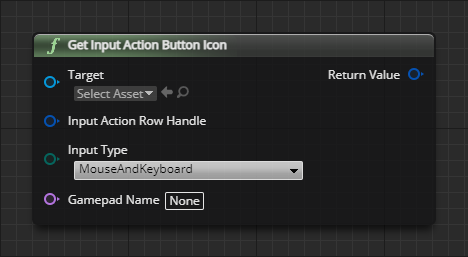 f Get Input Action Button Icon
Target
Select Asset
Return Value
Input Action Row Handle
Input Type
MouseAndKeyboard
Gamepad Name None